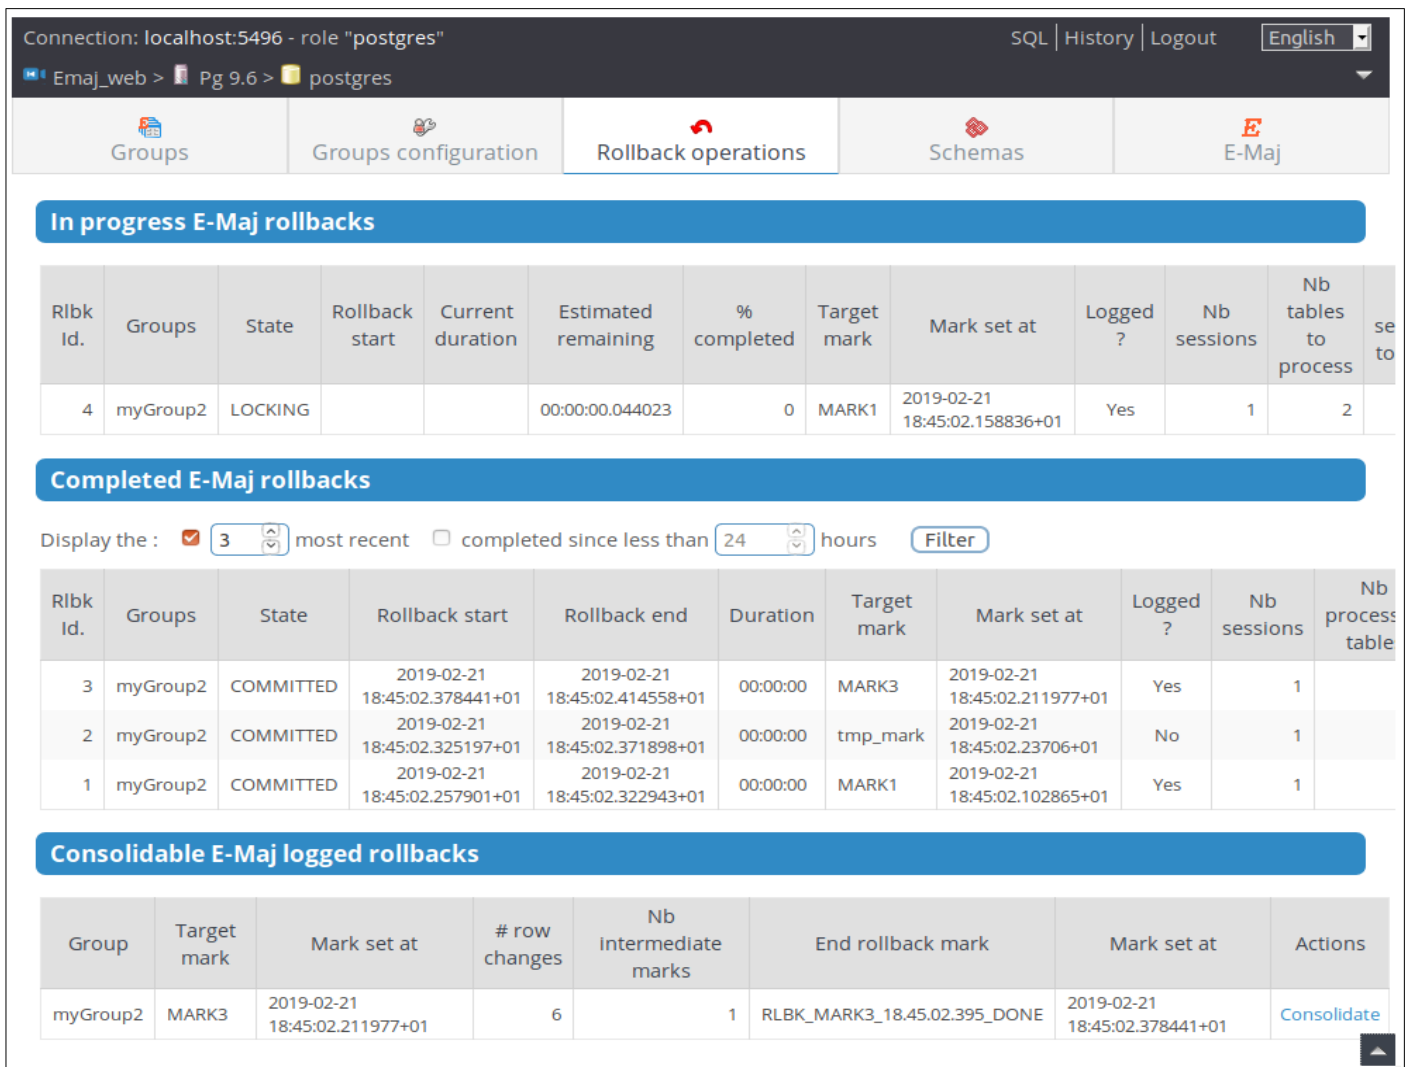 Connection: localhost:5496 - role "postgres"
SQL | History | Logout English
Emaj_web > Pg 9.6 > postgres
Groups Groups configuration Rollback operations Schemas E-Maj
In progress E-Maj rollbacks
Rlbk Id. Groups State Rollback start Current duration Estimated remaining % completed Target mark Mark set at Logged ? Nb sessions Nb tables to process
4 myGroup2 LOCKING 00:00:00.044023 0 MARK1 2019-02-21 18:45:02.158836+01 Yes 1 2
Completed E-Maj rollbacks
Display the : 3 most recent completed since less than 24 hours Filter
Rlbk Id. Groups State Rollback start Rollback end Duration Target mark Mark set at Logged ? Nb sessions Nb process table
3 myGroup2 COMMITTED 2019-02-21 18:45:02.378441+01 2019-02-21 18:45:02.414558+01 00:00:00 MARK3 2019-02-21 18:45:02.211977+01 Yes 1
2 myGroup2 COMMITTED 2019-02-21 18:45:02.325197+01 2019-02-21 18:45:02.371898+01 00:00:00 tmp_mark 2019-02-21 18:45:02.23706+01 No 1
1 myGroup2 COMMITTED 2019-02-21 18:45:02.257901+01 2019-02-21 18:45:02.322943+01 00:00:00 MARK1 2019-02-21 18:45:02.102865+01 Yes 1
Consolidable E-Maj logged rollbacks
Group Target mark Mark set at # row changes Nb intermediate marks End rollback mark Mark set at Actions
myGroup2 MARK3 2019-02-21 18:45:02.211977+01 6 1 RLBK_MARK3_18.45.02.395_DONE 2019-02-21 18:45:02.378441+01 Consolidate